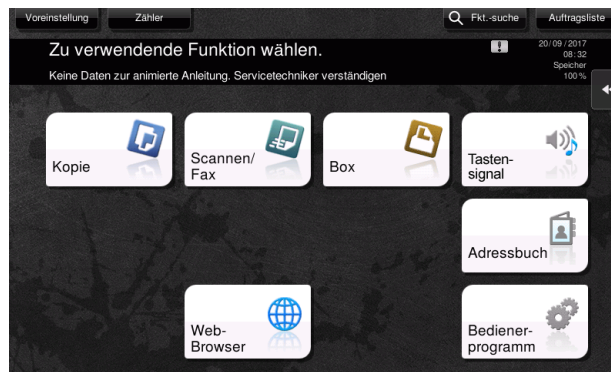 Voreinstellung
Zähler
Fkt.-suche
Auftragsliste
Zu verwendende Funktion wählen.
Keine Daten zur animierte Anleitung. Servicetechniker verständigen
20/09/2017
08:32
Speicher
100%
Kopie
Scannen/
Fax
Box
Tasten-
signal
Adressbuch
Web-
Browser
Bediener-
programm